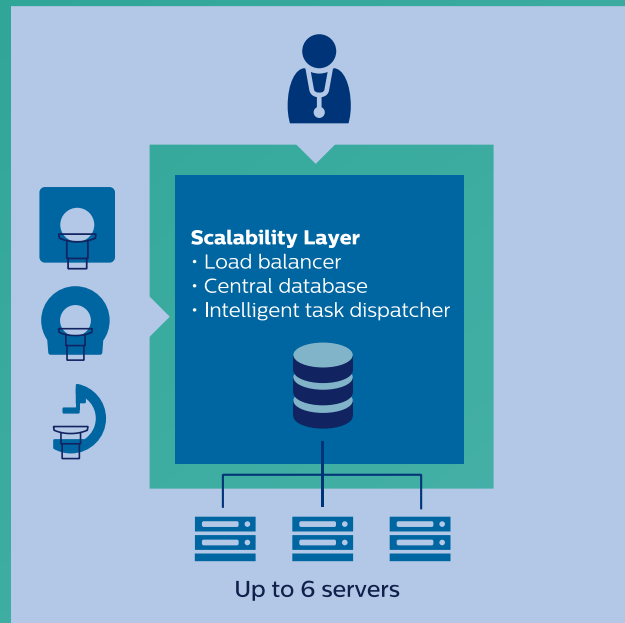 Scalability Layer
· Load balancer
· Central database
· Intelligent task dispatcher
Up to 6 servers